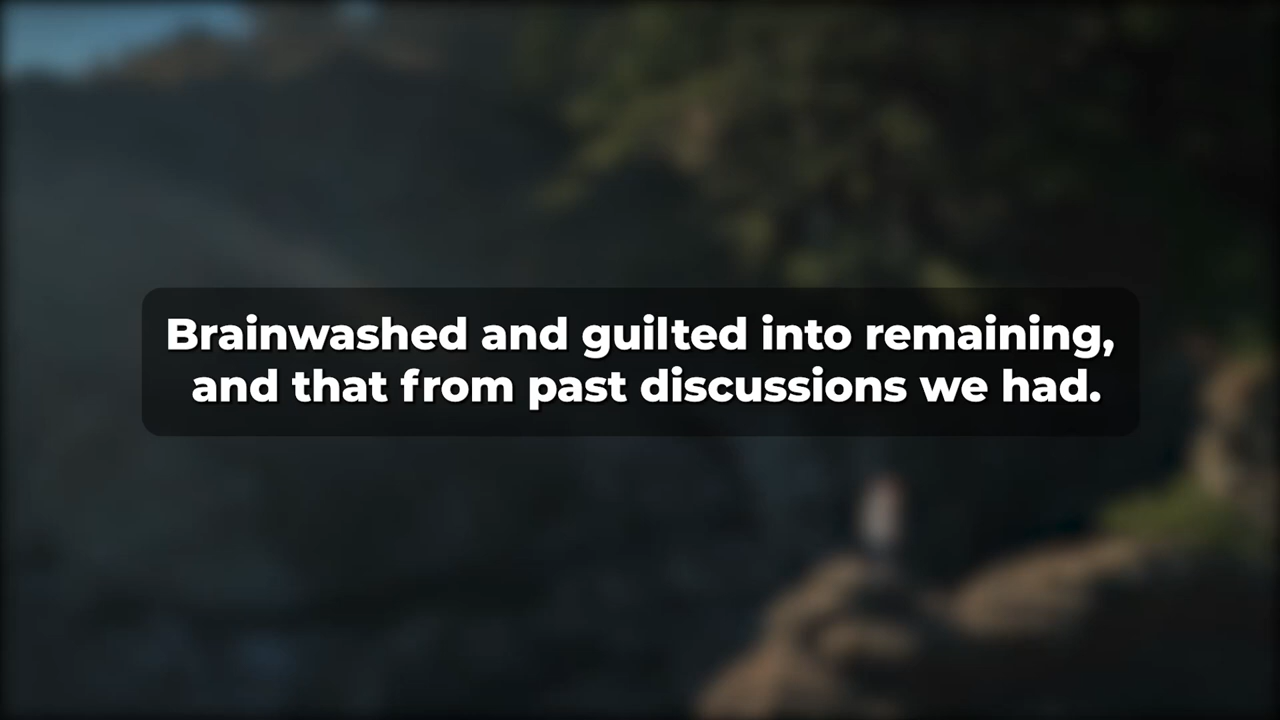 Brainwashed and guilted into remaining,
and that from past discussions we had.